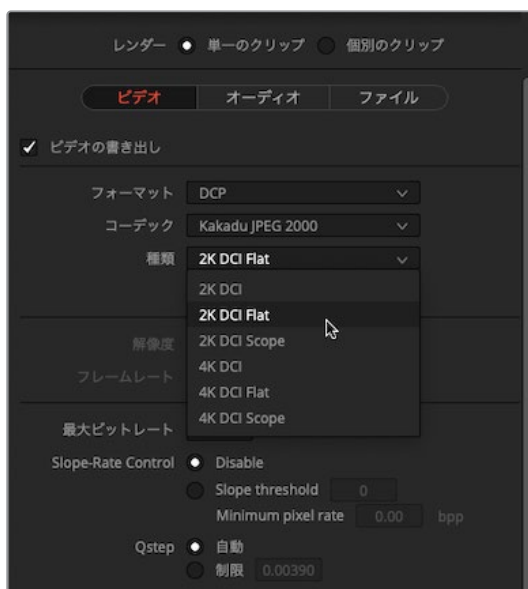 レンダー 単一のクリップ 個別のクリップ
ビデオ オーディオ ファイル
ビデオの書き出し
フォーマット DCP
コーデック Kakadu JPEG 2000
種類 2K DCI Flat
2K DCI
2K DCI Flat
2K DCI Scope
解像度
4K DCI
フレームレート
4K DCI Flat
4K DCI Scope
最大ビットレート
Slope-Rate Control Disable
Slope threshold 0
Minimum pixel rate 0.00 bpp
Qstep 自動
制限 0.00390